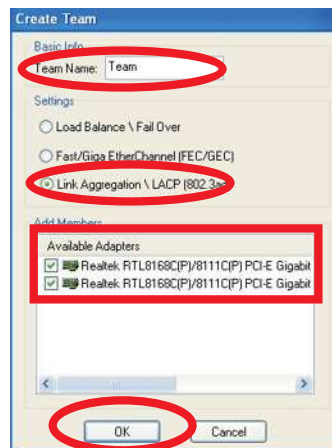 Create Team
Basic Info
Team Name: Team
Settings
Load Balance \ Fail Over
Fast/Giga EtherChannel (FEC/GEC)
Link Aggregation \ LACP (802.3ad
Add Members
Available Adapters
Realtek RTL8168C(P)/8111C(P) PCI-E Gigabit
Realtek RTL8168C(P)/8111C(P) PCI-E Gigabit
OK Cancel